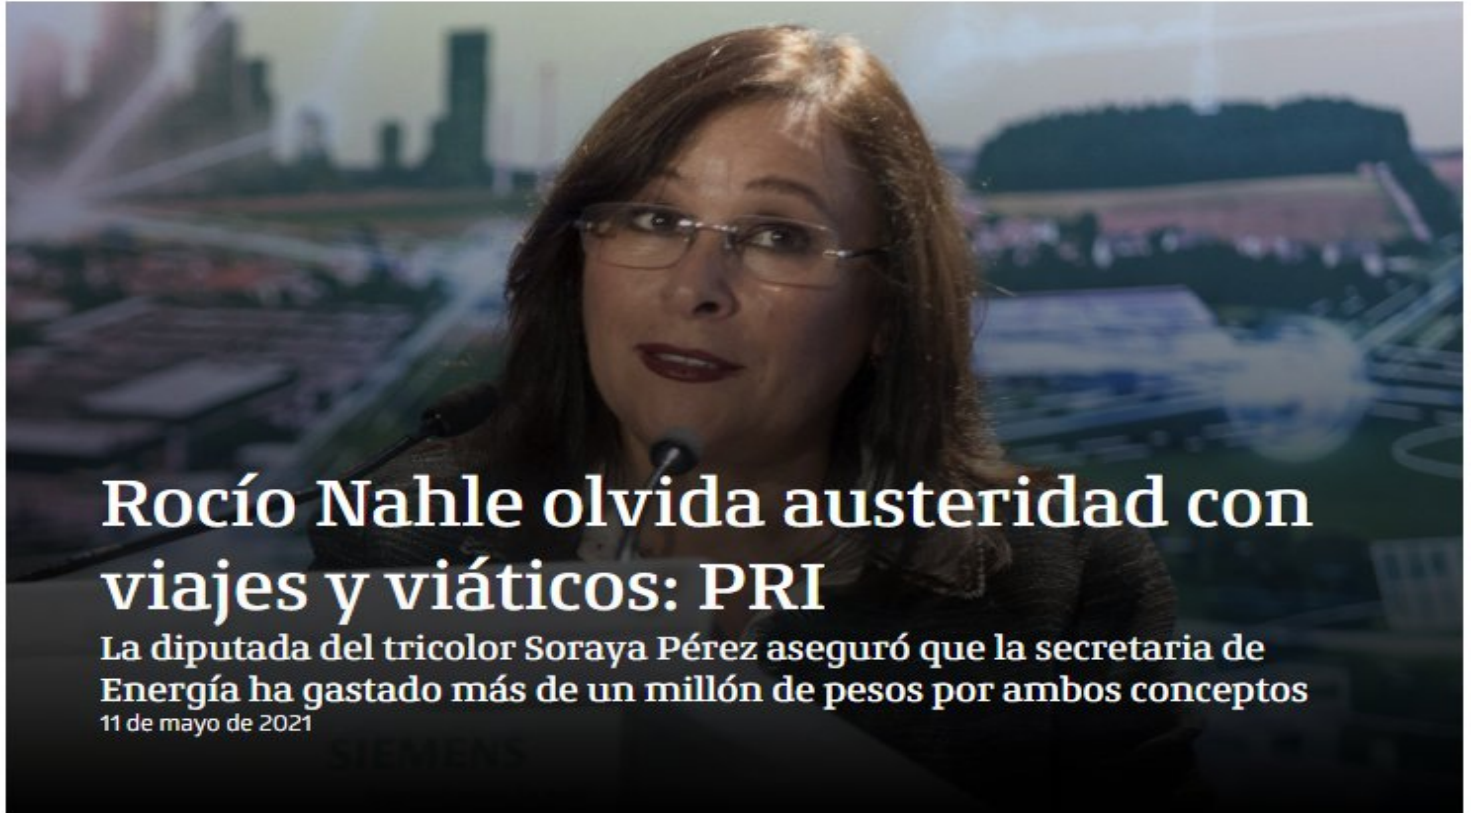 Rocío Nahle olvida austeridad con
viajes y viáticos: PRI
La diputada del tricolor Soraya Pérez aseguró que la secretaria de
Energía ha gastado más de un millón de pesos por ambos conceptos
11 de mayo de 2021
SIEMENS